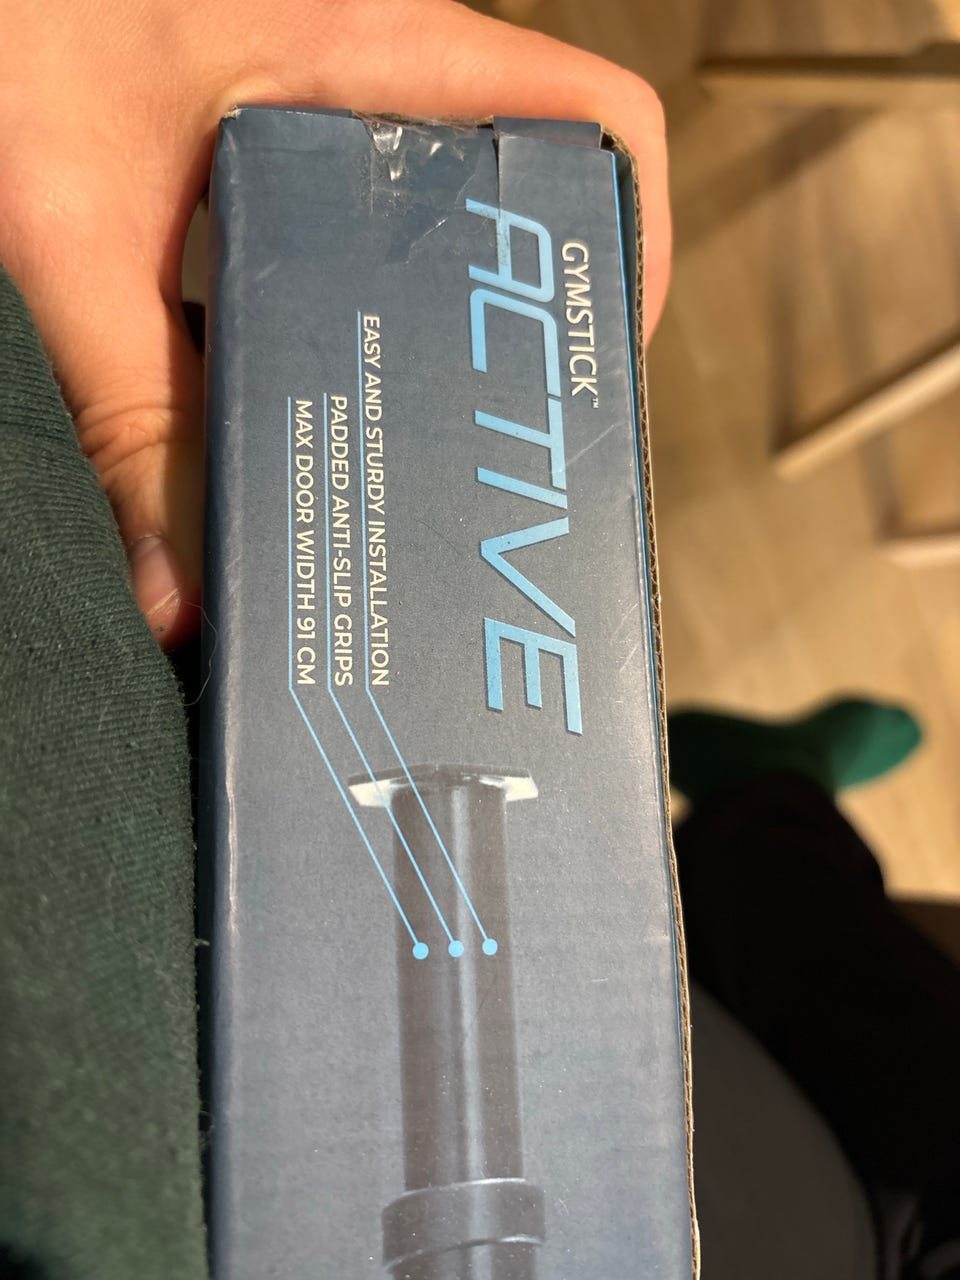 GYMSTICK™
ACTIVE
EASY AND STURDY INSTALLATION
PADDED ANTI-SLIP GRIPS
MAX DOOR WIDTH 91 CM